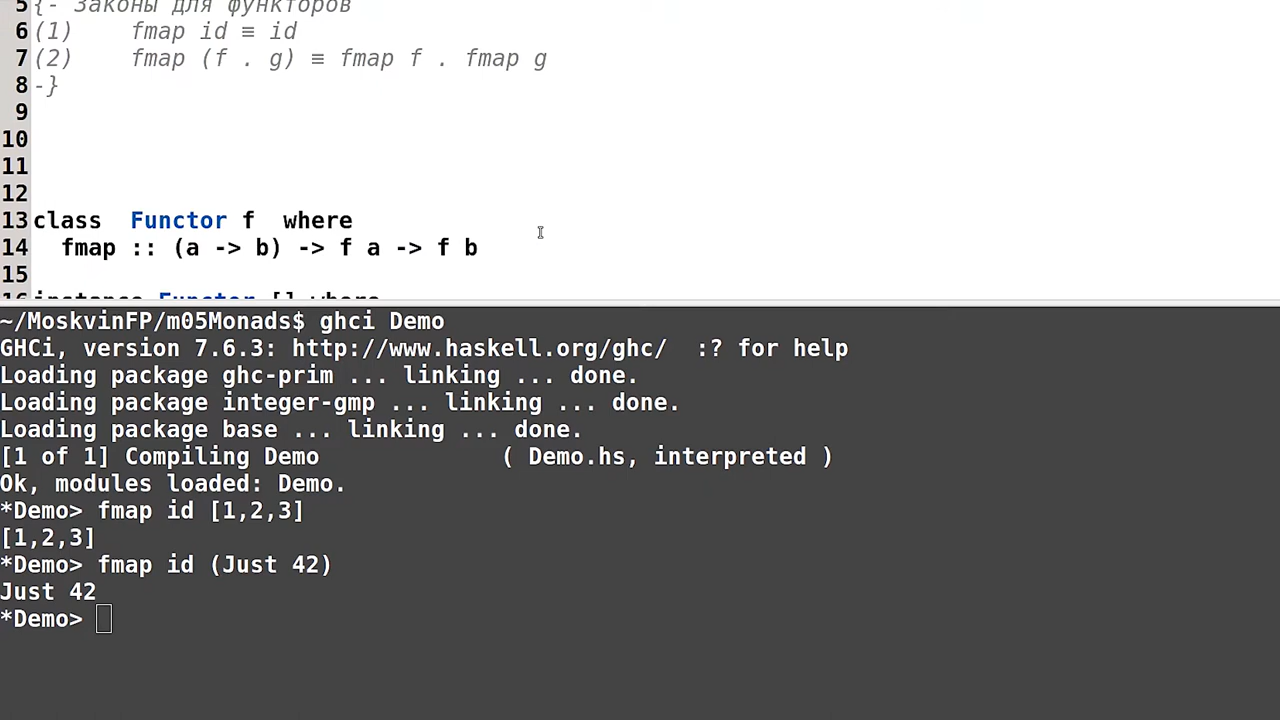 5 {- Законы для функторов
6 (1)    fmap id ≡ id
7 (2)    fmap (f . g) ≡ fmap f . fmap g
8 -}
9
10
11
12
13 class  Functor f  where
14   fmap :: (a -> b) -> f a -> f b
15
16 instance Functor [] where
~/MoskvinFP/m05Monads$ ghci Demo
GHCi, version 7.6.3: http://www.haskell.org/ghc/  :? for help
Loading package ghc-prim ... linking ... done.
Loading package integer-gmp ... linking ... done.
Loading package base ... linking ... done.
[1 of 1] Compiling Demo             ( Demo.hs, interpreted )
Ok, modules loaded: Demo.
*Demo> fmap id [1,2,3]
[1,2,3]
*Demo> fmap id (Just 42)
Just 42
*Demo>